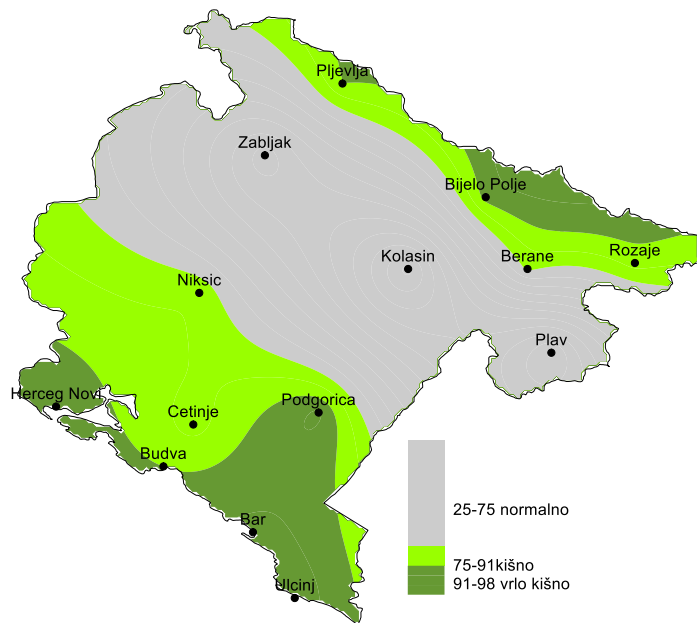 Pljevlja
Zabljak
Bijelo Polje
Kolasin
Berane
Rozaje
Niksic
Plav
Herceg Novi
Podgorica
Cetinje
Budva
Bar
Ulcinj
25-75 normalno
75-91kišno
91-98 vrlo kišno